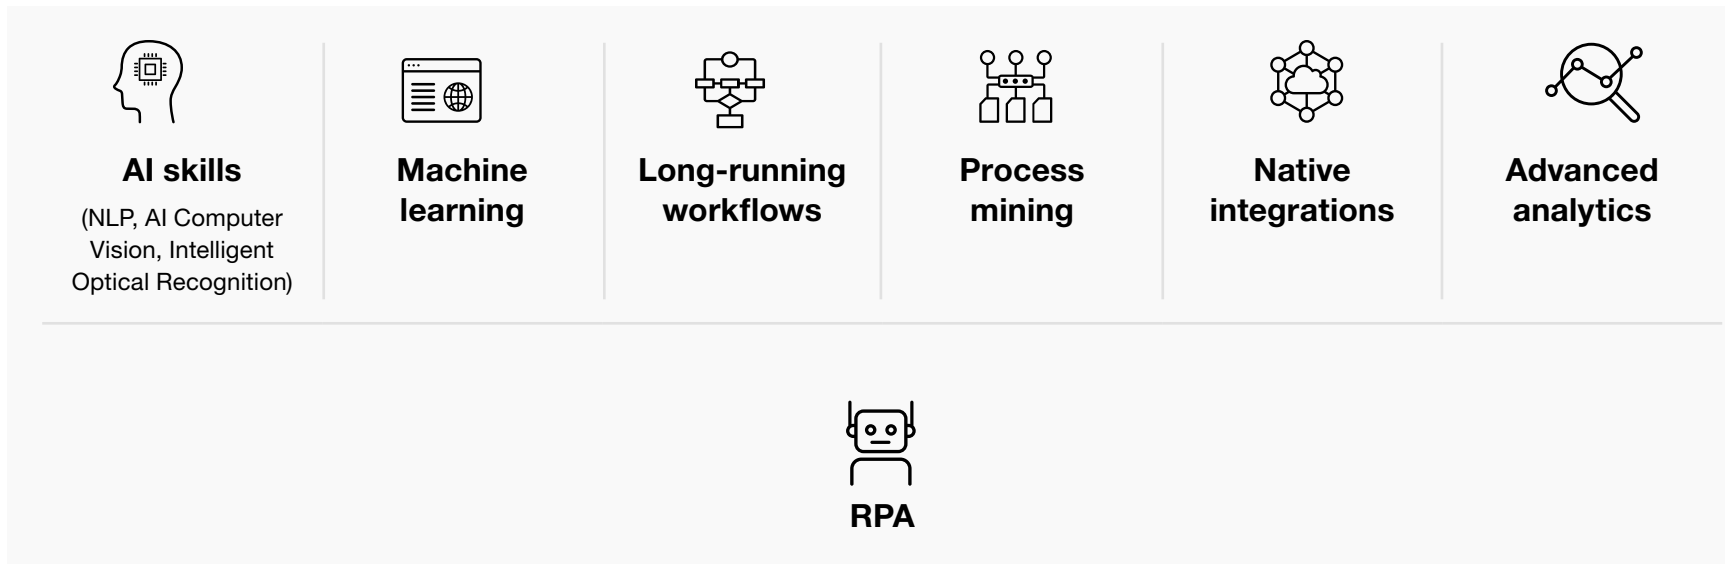 AI skills
(NLP, AI Computer
Vision, Intelligent
Optical Recognition)
Machine
learning
Long-running
workflows
Process
mining
Native
integrations
Advanced
analytics
RPA